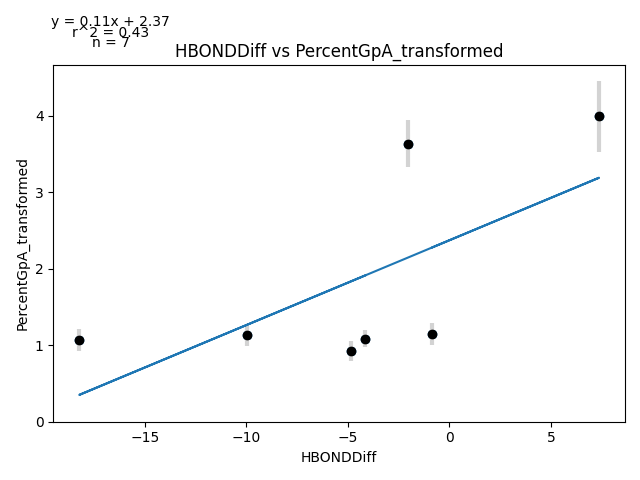 y = 0.11x + 2.37
r^2 = 0.43
n = 7
HBONDDiff vs PercentGpA_transformed
PercentGpA_transformed
4
3
2
1
0
−15
−10
−5
0
5
HBONDDiff